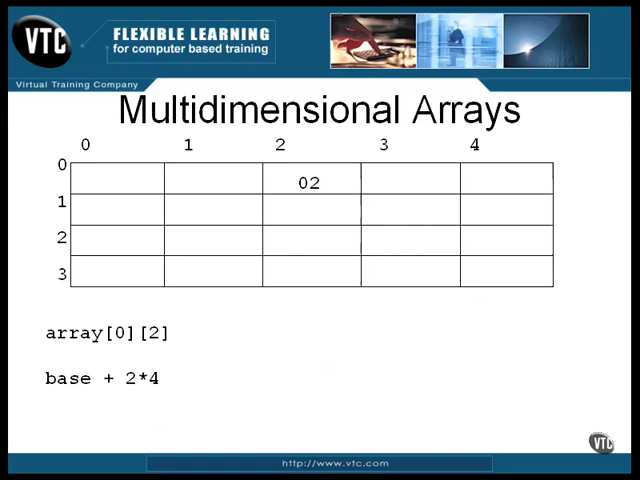 VTC
FLEXIBLE LEARNING
for computer based training
Virtual Training Company
Multidimensional Arrays
0 1 2 3 4
0
02
1
2
3
array[0][2]
base + 2*4
VTC
http://www.vtc.com